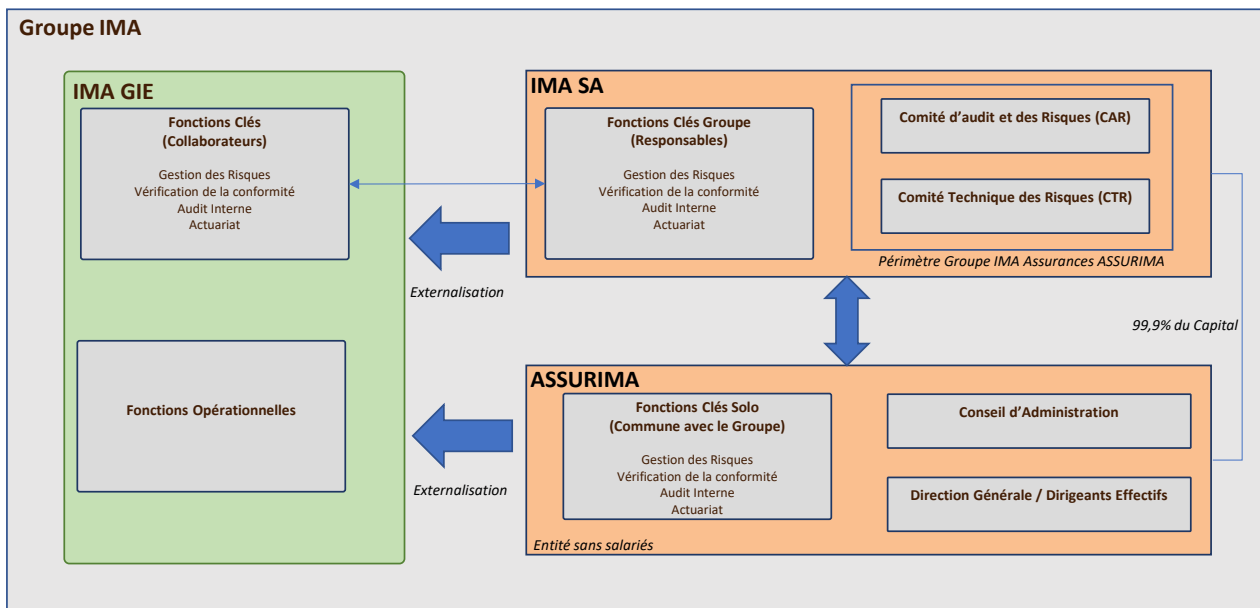 Groupe IMA
IMA GIE
Fonctions Clés
(Collaborateurs)
Gestion des Risques
Vérification de la conformité
Audit Interne
Actuariat
Fonctions Opérationnelles
Externalisation
Externalisation
IMA SA
Fonctions Clés Groupe
(Responsables)
Gestion des Risques
Vérification de la conformité
Audit Interne
Actuariat
Comité d'audit et des Risques (CAR)
Comité Technique des Risques (CTR)
Périmètre Groupe IMA Assurances ASSURIMA
99,9% du Capital
ASSURIMA
Fonctions Clés Solo
(Commune avec le Groupe)
Gestion des Risques
Vérification de la conformité
Audit Interne
Actuariat
Conseil d'Administration
Direction Générale / Dirigeants Effectifs
Entité sans salariés